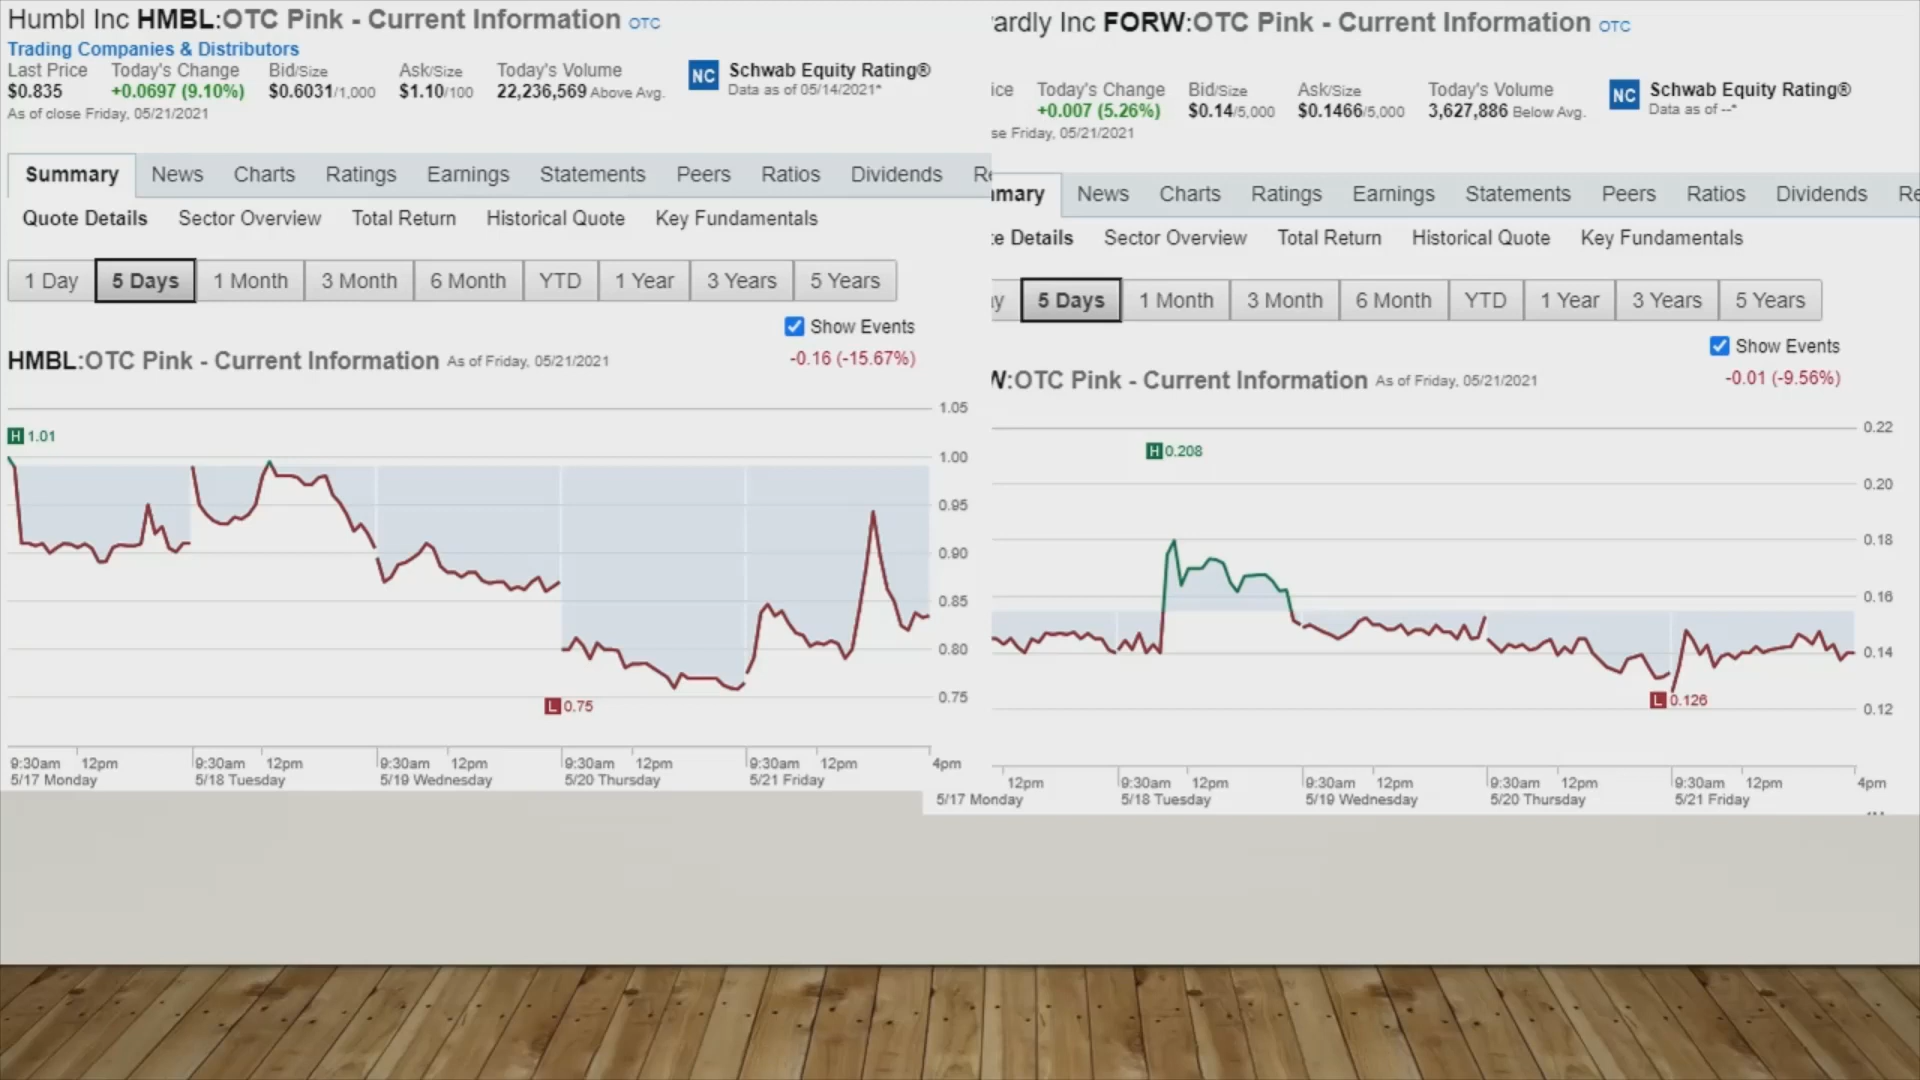 Humbl Inc HMBL:OTC Pink - Current Information OTC
Trading Companies & Distributors
Last Price Today's Change Bid/Size Ask/Size Today's Volume
$0.835 +0.0697 (9.10%) $0.6031/1,000 $1.10/100 22,236,569 Above Avg.
As of close Friday, 05/21/2021
NC Schwab Equity Rating®
Data as of 05/14/2021*
Summary News Charts Ratings Earnings Statements Peers Ratios Dividends Re
Quote Details Sector Overview Total Return Historical Quote Key Fundamentals
1 Day 5 Days 1 Month 3 Month 6 Month YTD 1 Year 3 Years 5 Years
Show Events
HMBL:OTC Pink - Current Information As of Friday, 05/21/2021 -0.16 (-15.67%)
1.05
H 1.01
1.00
0.95
0.90
0.85
0.80
0.75
L 0.75
9:30am 12pm 9:30am 12pm 9:30am 12pm 9:30am 12pm 9:30am 12pm 4pm
5/17 Monday 5/18 Tuesday 5/19 Wednesday 5/20 Thursday 5/21 Friday
ardly Inc FORW:OTC Pink - Current Information OTC
ice Today's Change Bid/Size Ask/Size Today's Volume
+0.007 (5.26%) $0.14/5,000 $0.1466/5,000 3,627,886 Below Avg.
se Friday, 05/21/2021
NC Schwab Equity Rating®
Data as of --*
mary News Charts Ratings Earnings Statements Peers Ratios Dividends Re
te Details Sector Overview Total Return Historical Quote Key Fundamentals
y 5 Days 1 Month 3 Month 6 Month YTD 1 Year 3 Years 5 Years
Show Events
W:OTC Pink - Current Information As of Friday, 05/21/2021 -0.01 (-9.56%)
0.22
H 0.208
0.20
0.18
0.16
0.14
L 0.126
0.12
12pm 9:30am 12pm 9:30am 12pm 9:30am 12pm 9:30am 12pm 4pm
5/17 Monday 5/18 Tuesday 5/19 Wednesday 5/20 Thursday 5/21 Friday